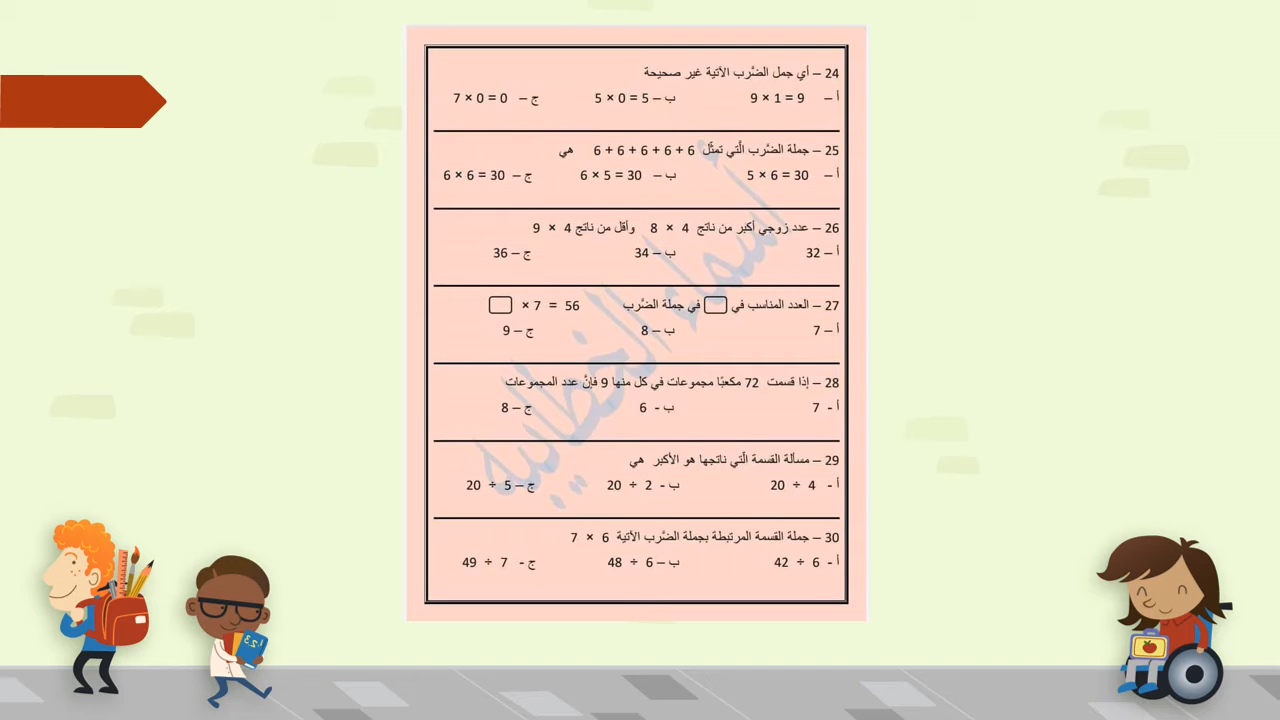 24 – أي جمل الضَّرب الآتية غير صحيحة
أ – 9 × 1 = 9 ب – 5 × 0 = 5 ج – 7 × 0 = 0
25 – جملة الضَّرب الَّتي تمثِّل 6 + 6 + 6 + 6 + 6 هي
أ – 5 × 6 = 30 ب – 6 × 5 = 30 ج – 6 × 6 = 30
26 – عدد زوجي أكبر من ناتج 8 × 4 وأقل من ناتج 9 × 4
أ – 32 ب – 34 ج – 36
27 – العدد المناسب في □ في جملة الضَّرب □ × 7 = 56
أ – 7 ب – 8 ج – 9
28 – إذا قسمت 72 مكعبًا مجموعات في كل منها 9 فإنَّ عدد المجموعات
أ - 7 ب - 6 ج – 8
29 – مسألة القسمة الَّتي ناتجها هو الأكبر هي
أ - 20 ÷ 4 ب - 20 ÷ 2 ج – 20 ÷ 5
30 – جملة القسمة المرتبطة بجملة الضَّرب الآتية 7 × 6
أ - 42 ÷ 6 ب – 48 ÷ 6 ج - 49 ÷ 7
أسماء الخطابيه
123